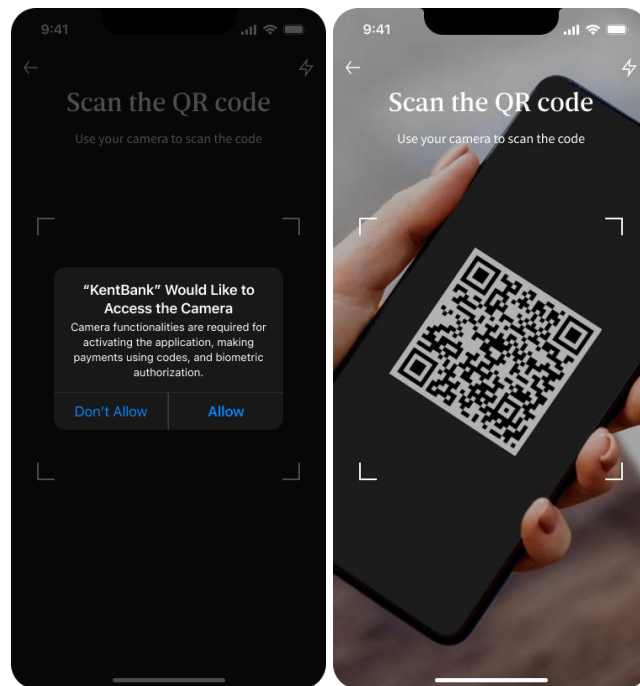 9:41
Scan the QR code
Use your camera to scan the code
“KentBank” Would Like to
Access the Camera
Camera functionalities are required for
activating the application, making
payments using codes, and biometric
authorization.
Don't Allow
Allow
9:41
Scan the QR code
Use your camera to scan the code